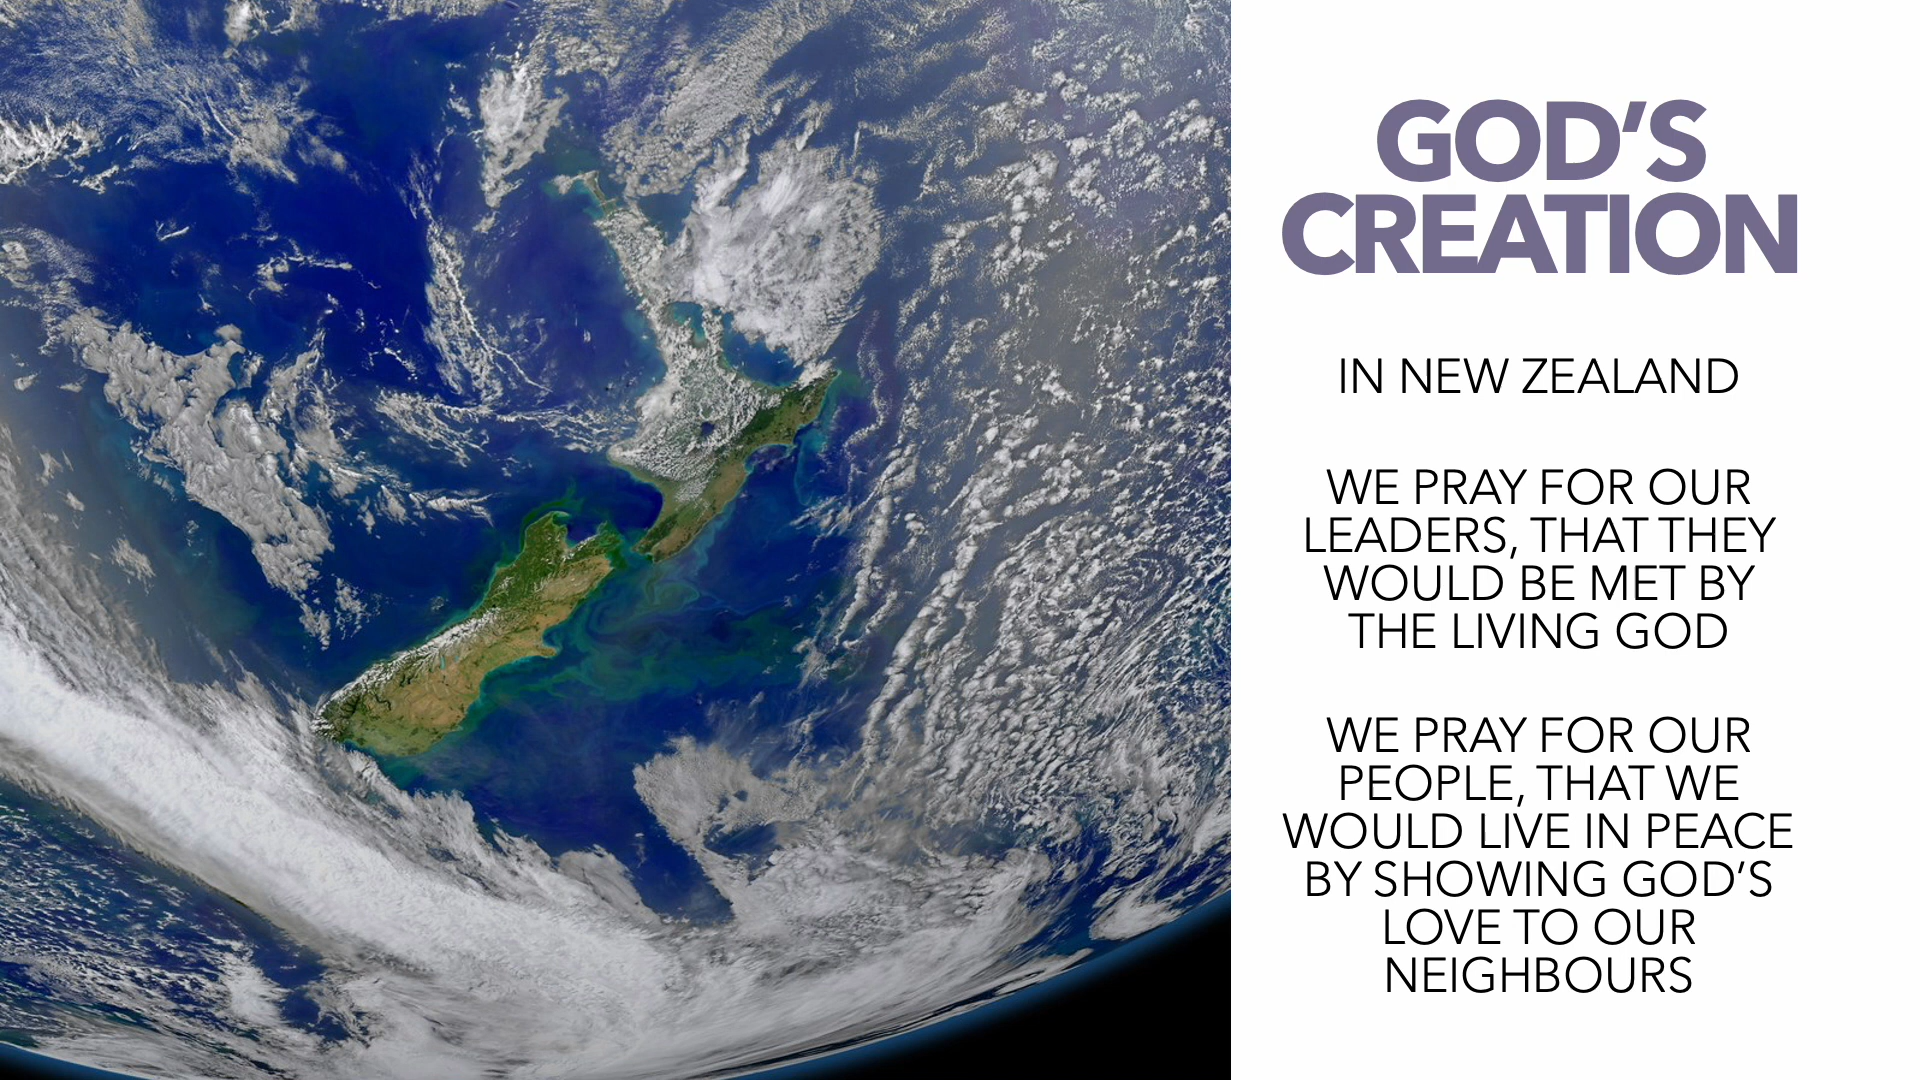 GOD’S
CREATION
IN NEW ZEALAND
WE PRAY FOR OUR
LEADERS, THAT THEY
WOULD BE MET BY
THE LIVING GOD
WE PRAY FOR OUR
PEOPLE, THAT WE
WOULD LIVE IN PEACE
BY SHOWING GOD’S
LOVE TO OUR
NEIGHBOURS